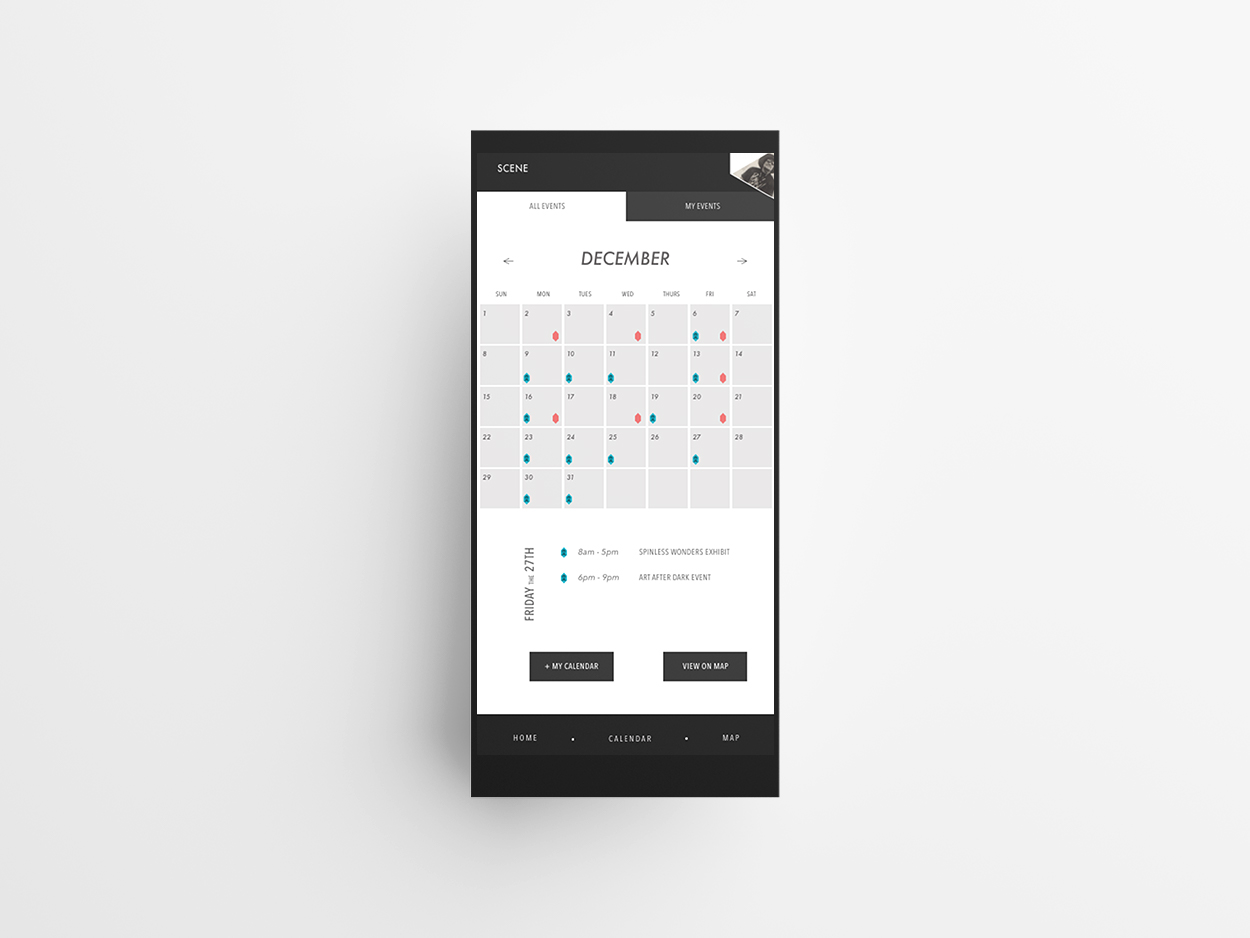 SCENE
ALL EVENTS MY EVENTS
← DECEMBER →
SUN MON TUES WED THURS FRI SAT
1 2 3 4 5 6 7
8 9 10 11 12 13 14
15 16 17 18 19 20 21
22 23 24 25 26 27 28
29 30 31
FRIDAY THE 27TH
8am - 5pm SPINLESS WONDERS EXHIBIT
6pm - 9pm ART AFTER DARK EVENT
+ MY CALENDAR VIEW ON MAP
HOME • CALENDAR • MAP